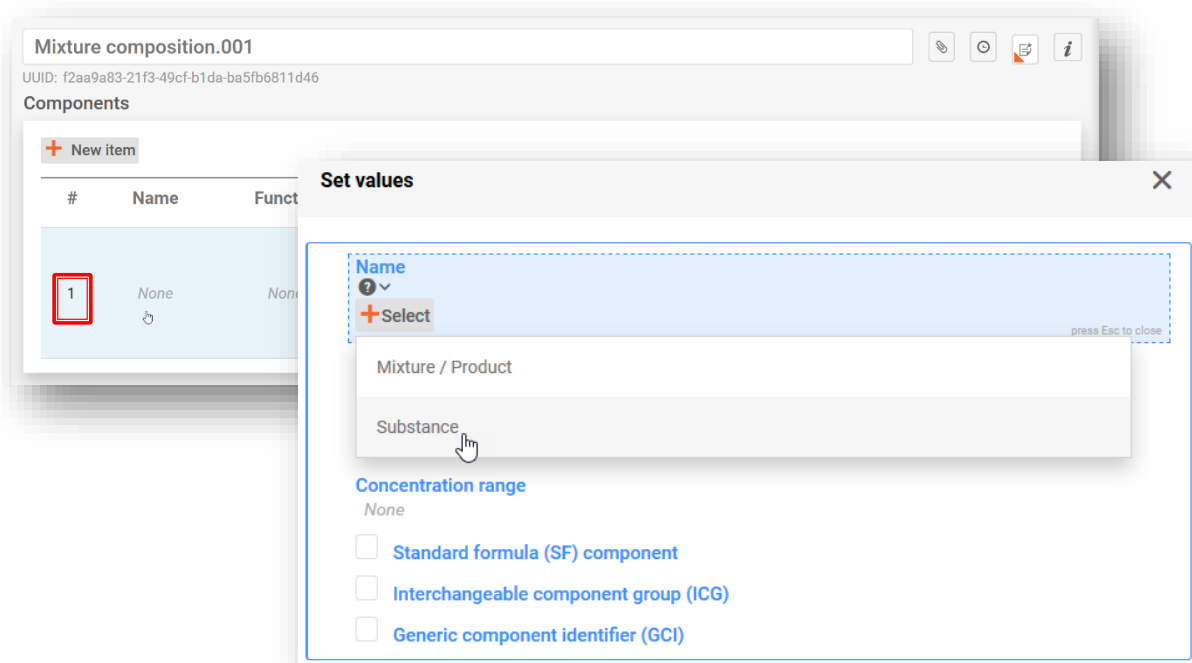 Mixture composition.001
UUID: f2aa9a83-21f3-49cf-b1da-ba5fb6811d46
Components
New item
# Name Funct
1 None None
Set values
Name
Select
press Esc to close
Mixture / Product
Substance
Concentration range
None
Standard formula (SF) component
Interchangeable component group (ICG)
Generic component identifier (GCI)